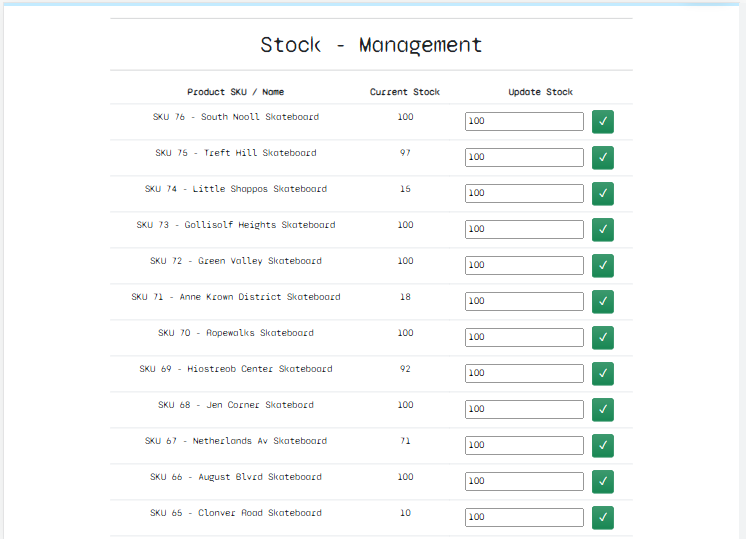 Stock - Management
Product SKU / Name Current Stock Update Stock
SKU 76 - South Nooll Skateboard 100 100 ✓
SKU 75 - Treft Hill Skateboard 97 100 ✓
SKU 74 - Little Shoppos Skateboard 15 100 ✓
SKU 73 - Gollisolf Heights Skateboard 100 100 ✓
SKU 72 - Green Valley Skateboard 100 100 ✓
SKU 71 - Anne Krown District Skateboard 18 100 ✓
SKU 70 - Ropewalks Skateboard 100 100 ✓
SKU 69 - Hiostreob Center Skateboard 92 100 ✓
SKU 68 - Jen Corner Skatebord 100 100 ✓
SKU 67 - Netherlands Av Skateboard 71 100 ✓
SKU 66 - August Blvrd Skateboard 100 100 ✓
SKU 65 - Clonver Road Skateboard 10 100 ✓